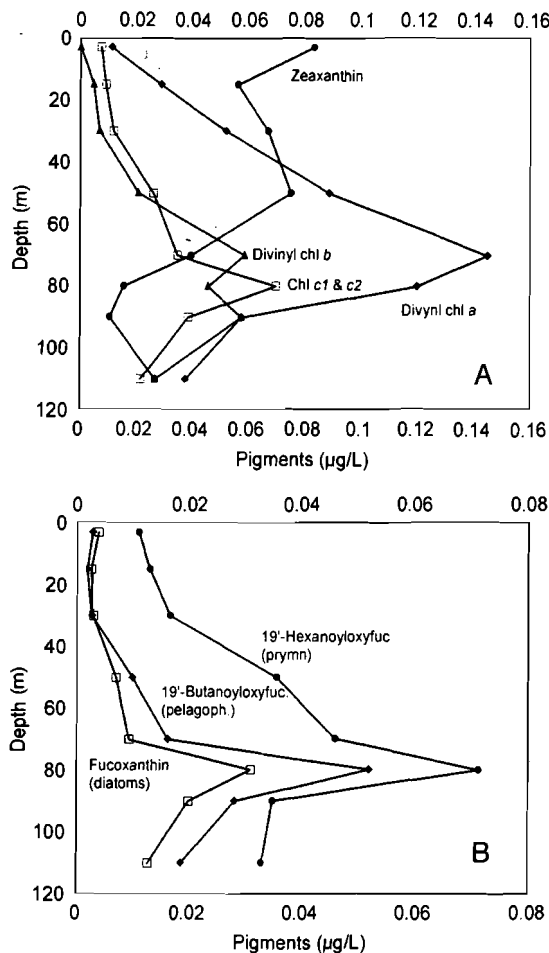 0 0.02 0.04 0.06 0.08 0.1 0.12 0.14 0.16
0
20
40
60
80
100
120
Depth (m)
Zeaxanthin
Divinyl chl b
Chl c1 & c2
Divynl chl a
A
0 0.02 0.04 0.06 0.08 0.1 0.12 0.14 0.16
Pigments (µg/L)
0 0.02 0.04 0.06 0.08
0
20
40
60
80
100
120
Depth (m)
19'-Hexanoyloxyfuc
(prymn)
19'-Butanoyloxyfuc.
(pelagoph.)
Fucoxanthin
(diatoms)
B
0 0.02 0.04 0.06 0.08
Pigments (µg/L)